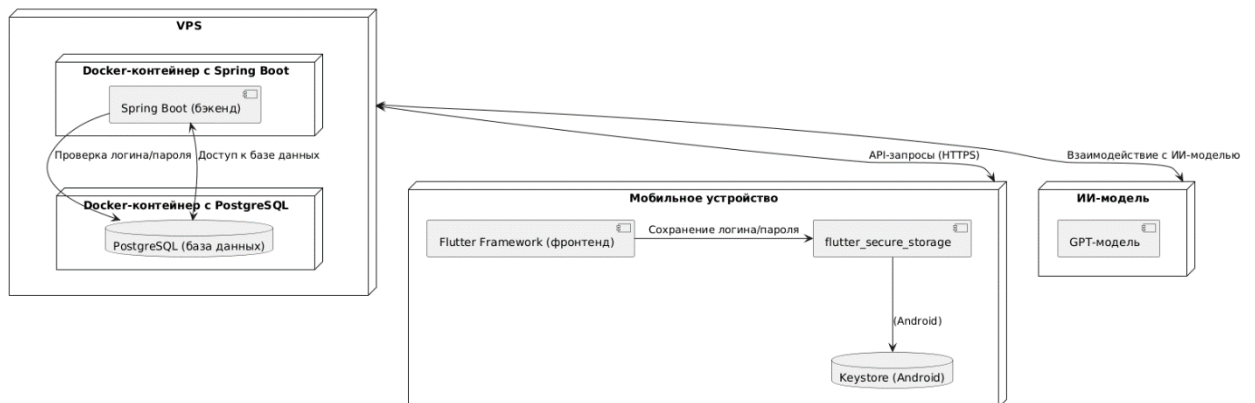 VPS
Docker-контейнер с Spring Boot
Spring Boot (бэкенд)
Проверка логина/пароля
Доступ к базе данных
Docker-контейнер с PostgreSQL
PostgreSQL (база данных)
API-запросы (HTTPS)
Взаимодействие с ИИ-моделью
Мобильное устройство
Flutter Framework (фронтенд)
Сохранение логина/пароля
flutter_secure_storage
(Android)
Keystore (Android)
ИИ-модель
GPT-модель